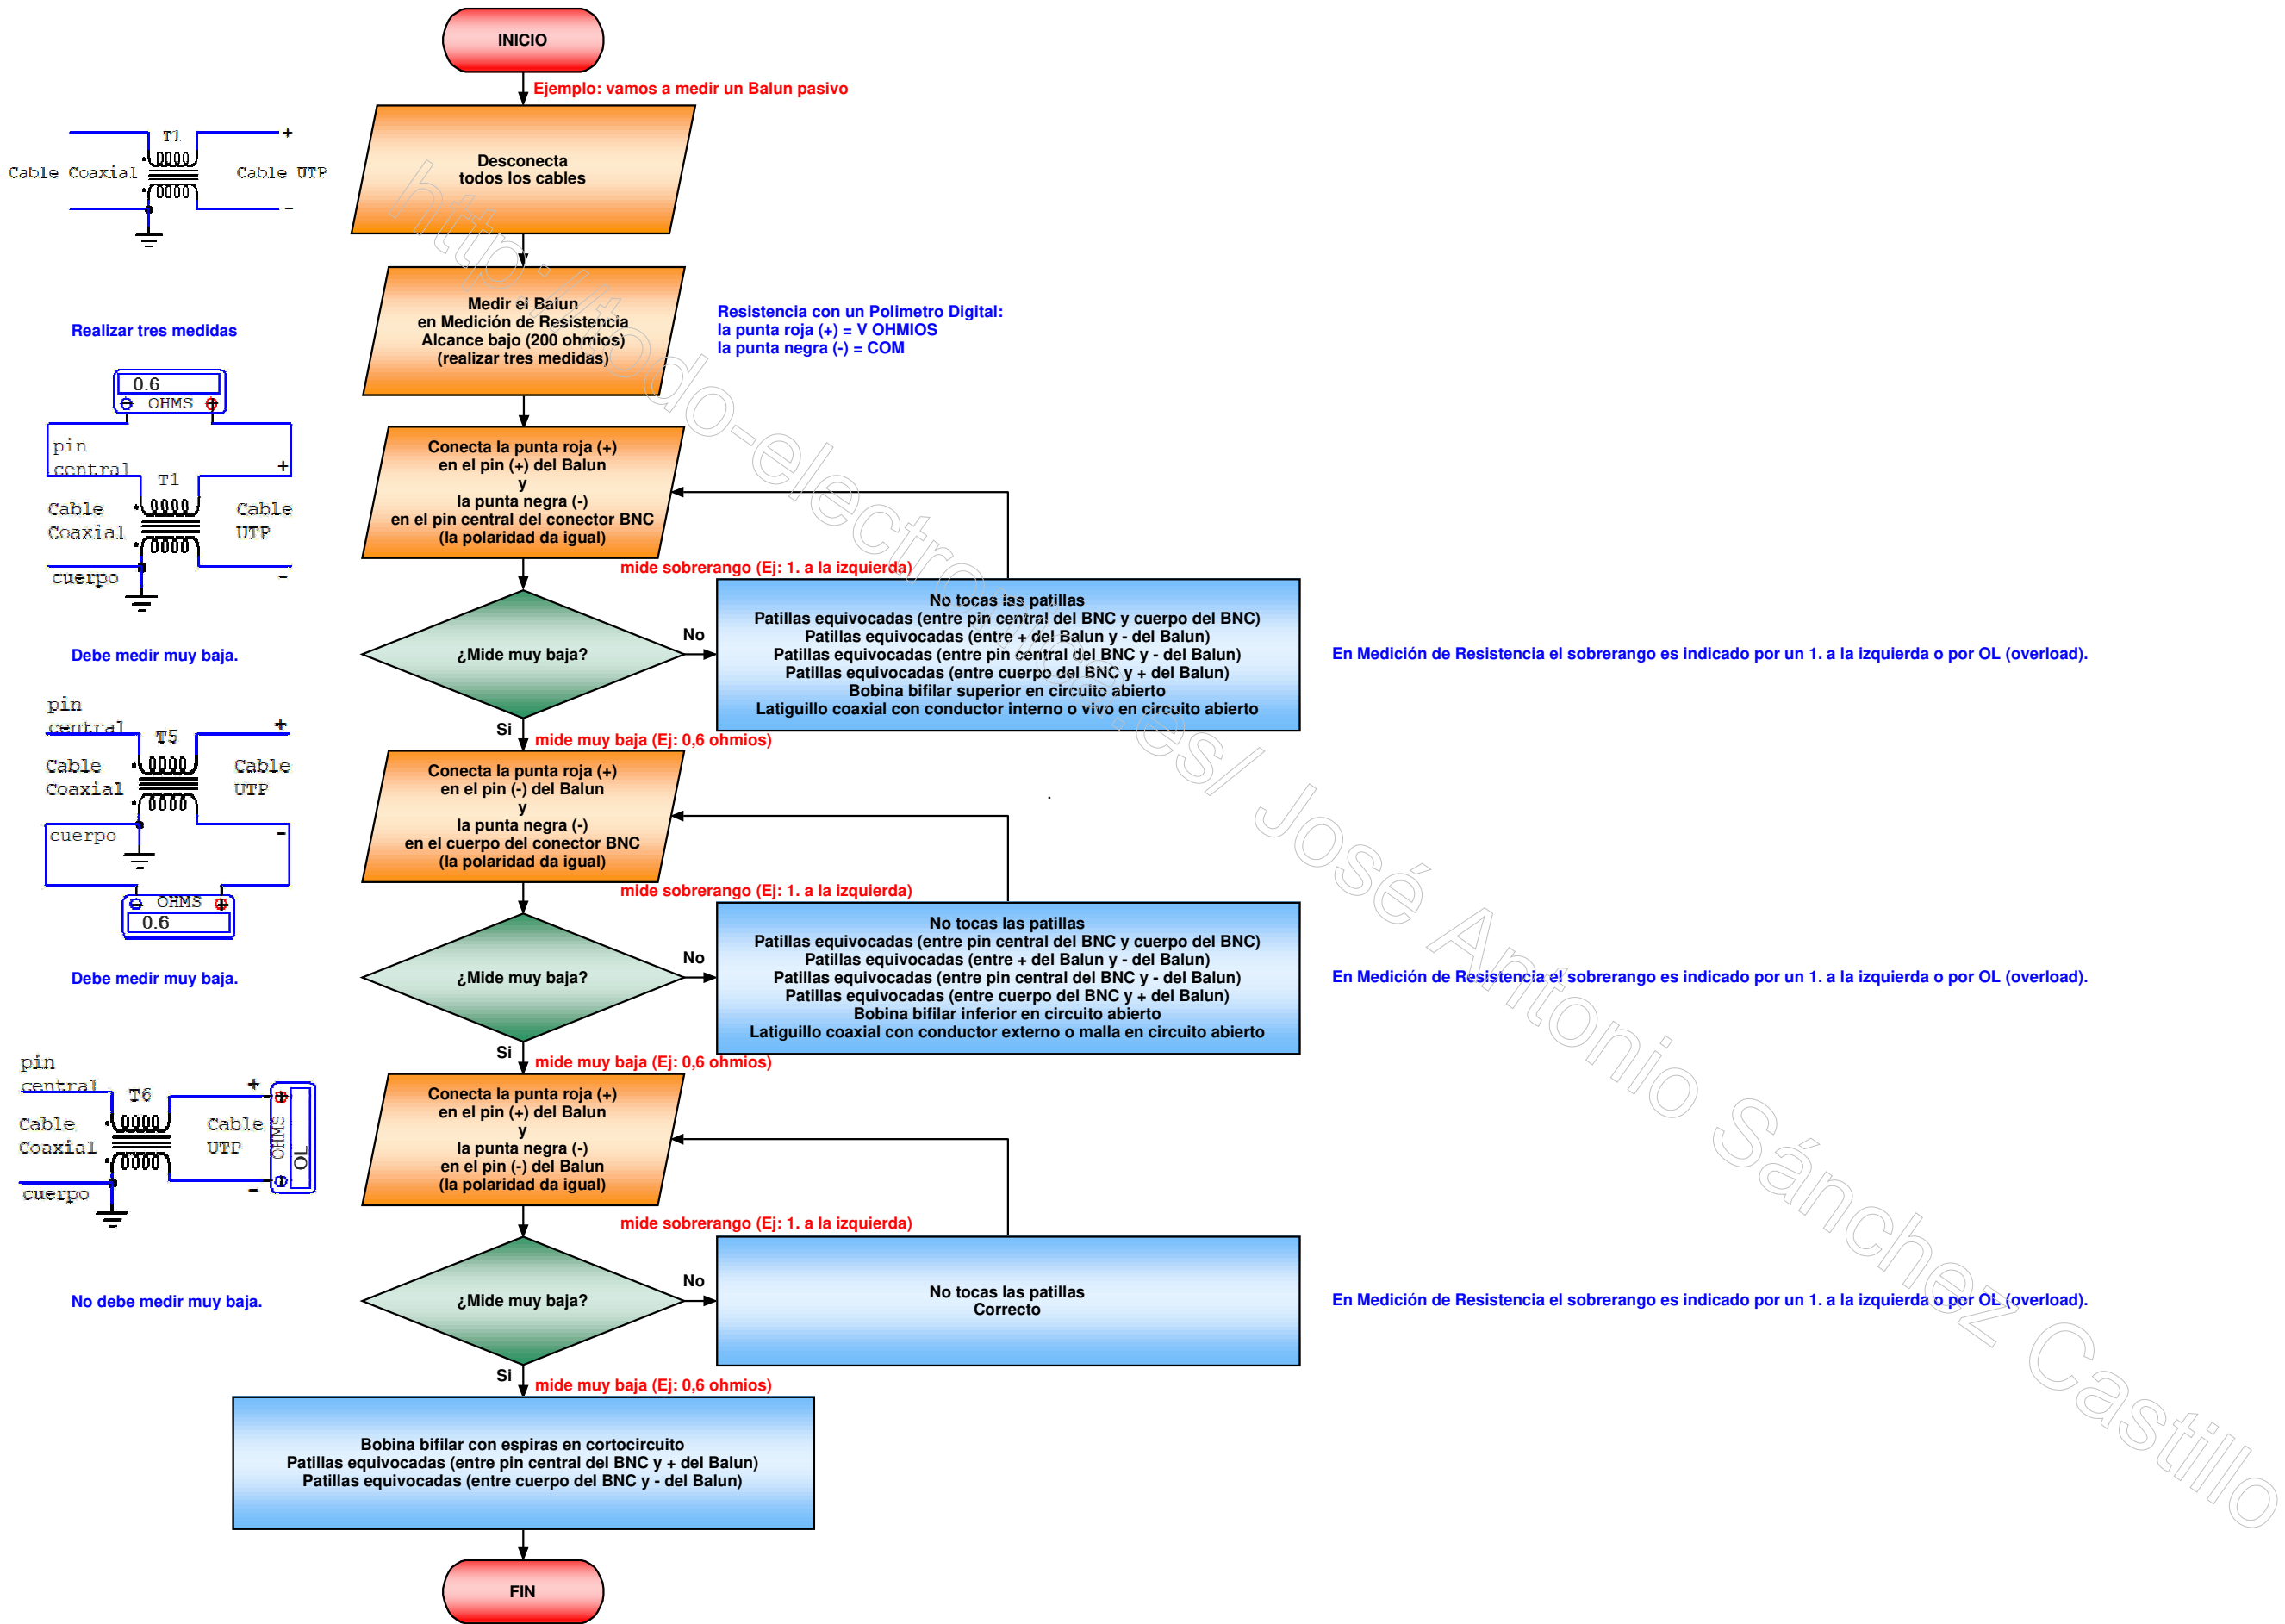 INICIO
Ejemplo: vamos a medir un Balun pasivo
T1
+
Cable Coaxial
Cable UTP
-
Desconecta
todos los cables
Medir el Balun
en Medición de Resistencia
Alcance bajo (200 ohmios)
(realizar tres medidas)
Resistencia con un Polimetro Digital:
la punta roja (+) = V OHMIOS
la punta negra (-) = COM
Realizar tres medidas
0.6
- OHMS +
pin
central
+
T1
Cable
Coaxial
Cable
UTP
cuerpo
-
Debe medir muy baja.
Conecta la punta roja (+)
en el pin (+) del Balun
y
la punta negra (-)
en el pin central del conector BNC
(la polaridad da igual)
mide sobrerango (Ej: 1. a la izquierda)
¿Mide muy baja?
No
No tocas las patillas
Patillas equivocadas (entre pin central del BNC y cuerpo del BNC)
Patillas equivocadas (entre + del Balun y - del Balun)
Patillas equivocadas (entre pin central del BNC y - del Balun)
Patillas equivocadas (entre cuerpo del BNC y + del Balun)
Bobina bifilar superior en circuito abierto
Latiguillo coaxial con conductor interno o vivo en circuito abierto
En Medición de Resistencia el sobrerango es indicado por un 1. a la izquierda o por OL (overload).
Si
mide muy baja (Ej: 0,6 ohmios)
pin
central
+
T5
Cable
Coaxial
Cable
UTP
cuerpo
-
- OHMS +
0.6
Debe medir muy baja.
Conecta la punta roja (+)
en el pin (-) del Balun
y
la punta negra (-)
en el cuerpo del conector BNC
(la polaridad da igual)
mide sobrerango (Ej: 1. a la izquierda)
¿Mide muy baja?
No
No tocas las patillas
Patillas equivocadas (entre pin central del BNC y cuerpo del BNC)
Patillas equivocadas (entre + del Balun y - del Balun)
Patillas equivocadas (entre pin central del BNC y - del Balun)
Patillas equivocadas (entre cuerpo del BNC y + del Balun)
Bobina bifilar inferior en circuito abierto
Latiguillo coaxial con conductor externo o malla en circuito abierto
En Medición de Resistencia el sobrerango es indicado por un 1. a la izquierda o por OL (overload).
Si
mide muy baja (Ej: 0,6 ohmios)
pin
central
+
T6
Cable
Coaxial
Cable
UTP
cuerpo
-
- OHMS +
OL
No debe medir muy baja.
Conecta la punta roja (+)
en el pin (+) del Balun
y
la punta negra (-)
en el pin (-) del Balun
(la polaridad da igual)
mide sobrerango (Ej: 1. a la izquierda)
¿Mide muy baja?
No
No tocas las patillas
Correcto
En Medición de Resistencia el sobrerango es indicado por un 1. a la izquierda o por OL (overload).
Si
mide muy baja (Ej: 0,6 ohmios)
Bobina bifilar con espiras en cortocircuito
Patillas equivocadas (entre pin central del BNC y + del Balun)
Patillas equivocadas (entre cuerpo del BNC y - del Balun)
FIN
http://todo-electronica.es/ José Antonio Sánchez Castillo